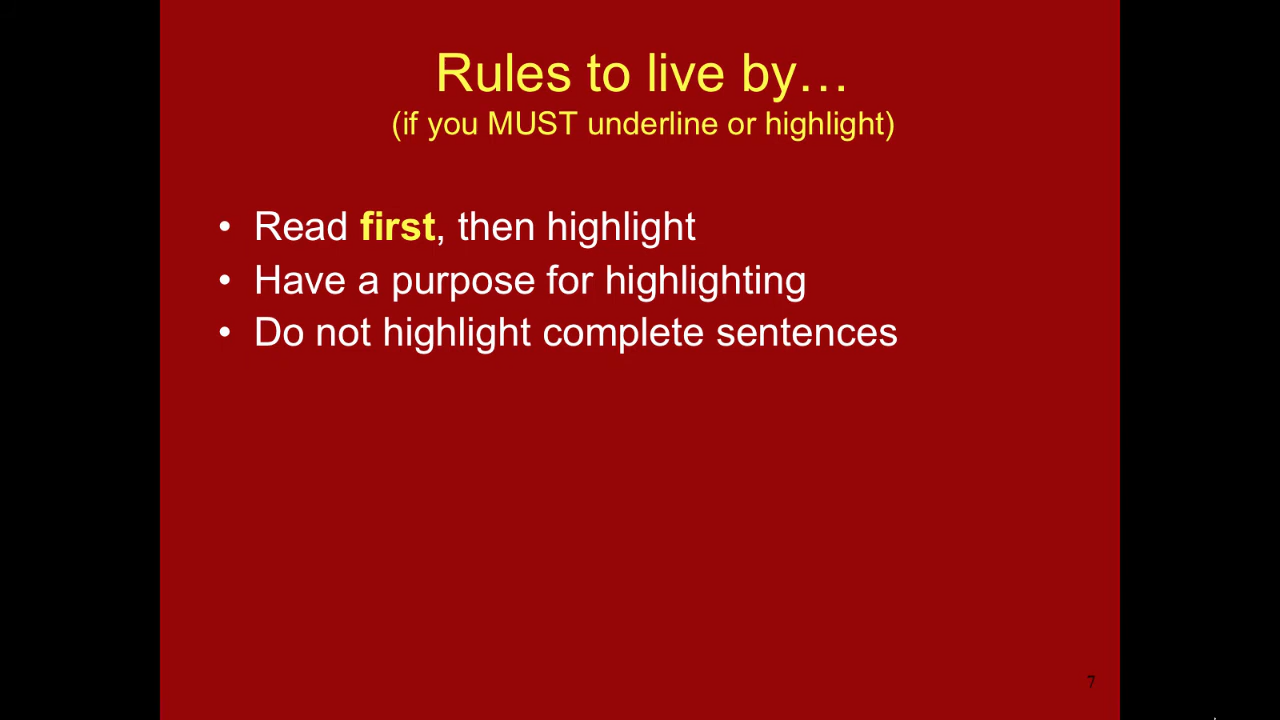 Rules to live by…
(if you MUST underline or highlight)
• Read first, then highlight
• Have a purpose for highlighting
• Do not highlight complete sentences
7